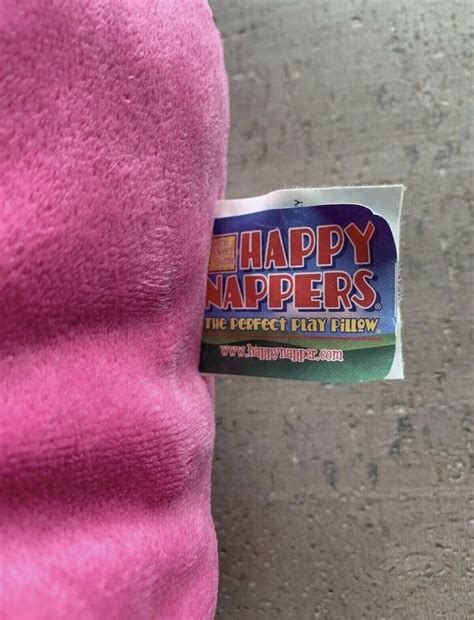 HAPPY
NAPPERS®
THE PERFECT PLAY PILLOW
www.happynapper.com